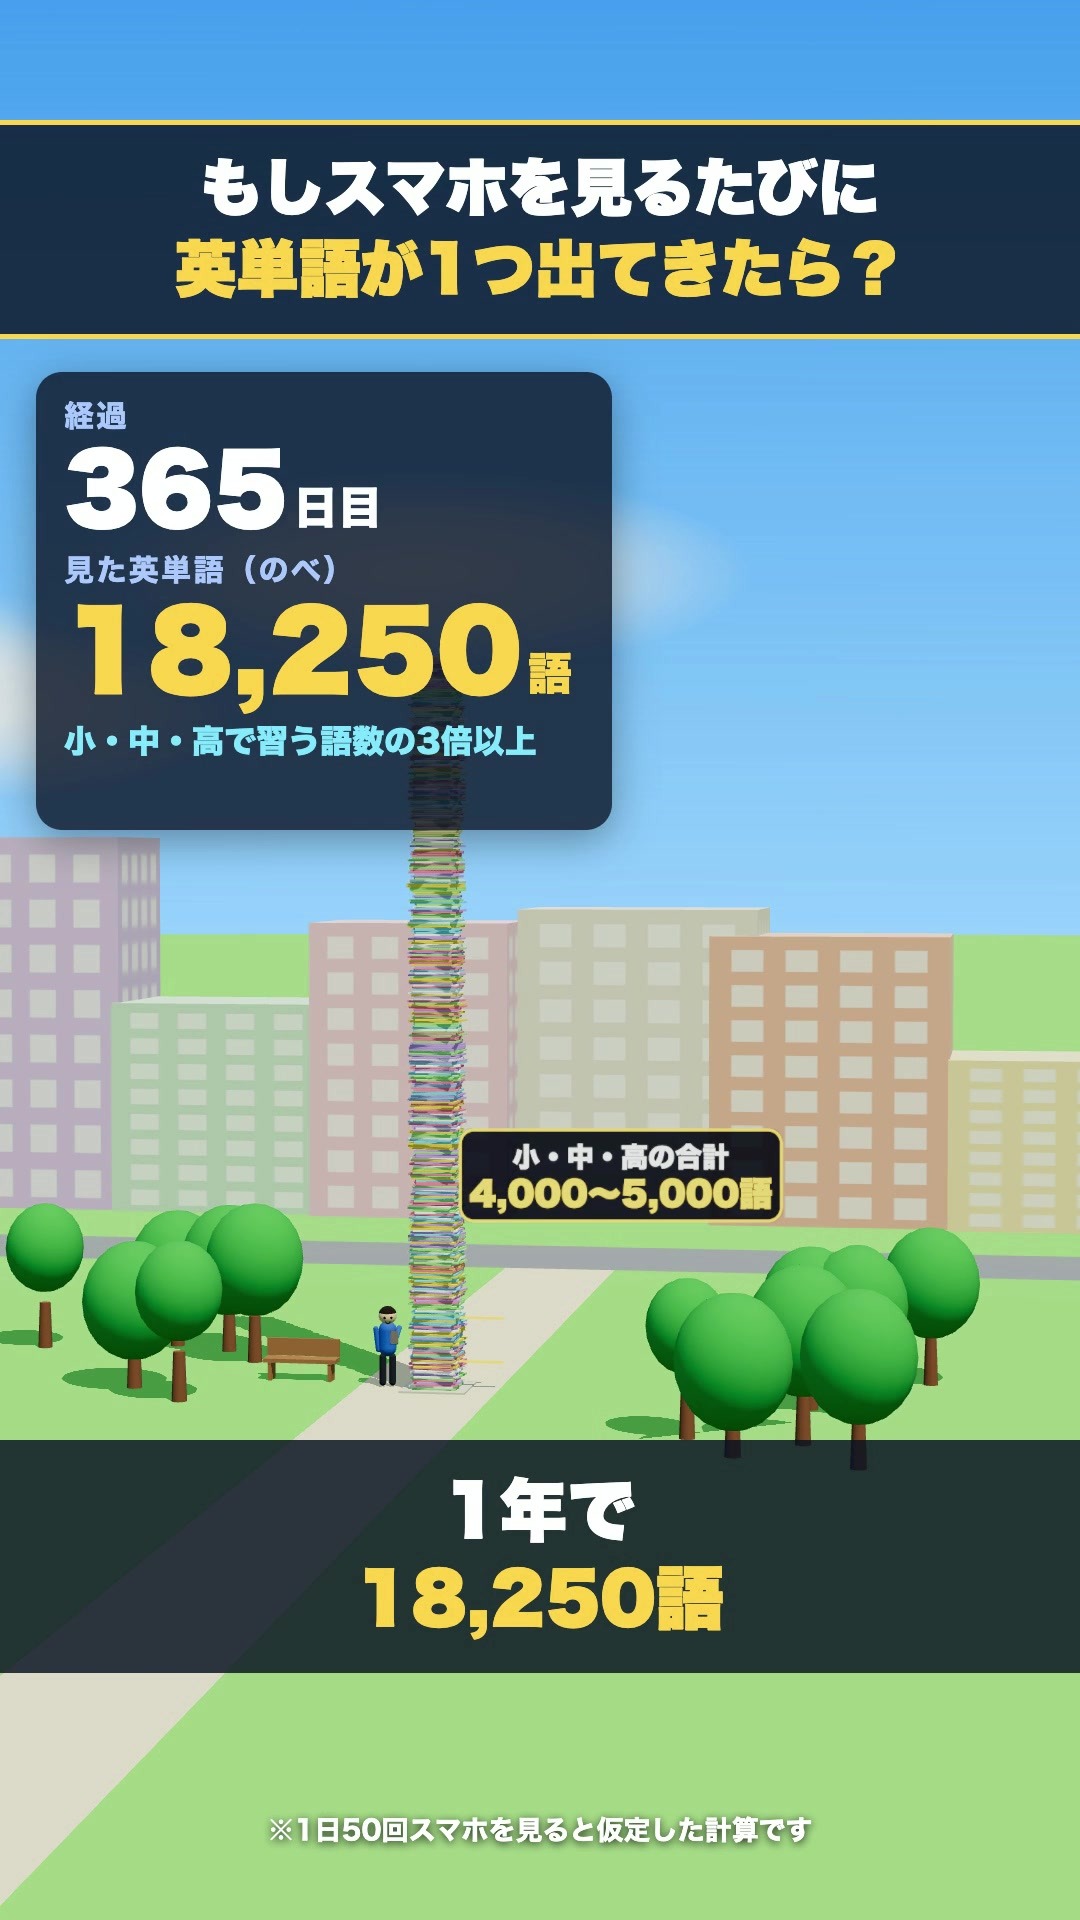 もしスマホを見るたびに
英単語が1つ出てきたら？
経過
365日目
見た英単語（のべ）
18,250語
小・中・高で習う語数の3倍以上
小・中・高の合計
4,000〜5,000語
1年で
18,250語
※1日50回スマホを見ると仮定した計算です